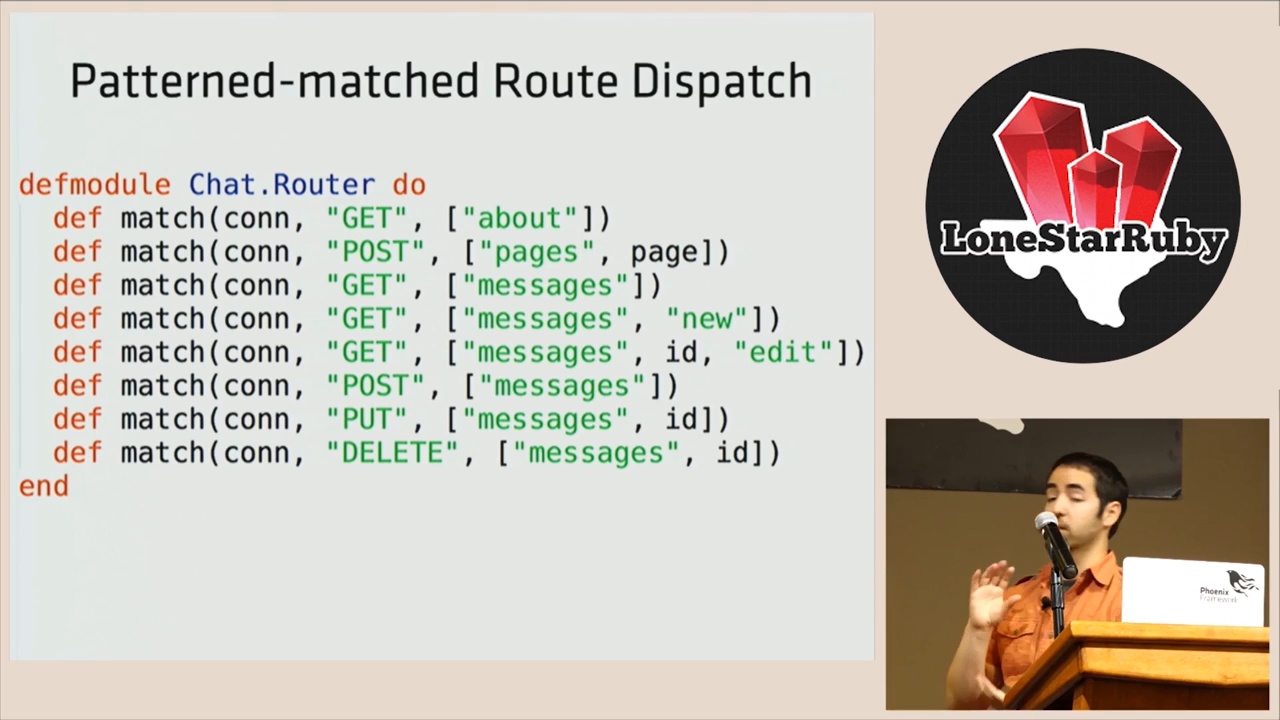 Patterned-matched Route Dispatch
defmodule Chat.Router do
def match(conn, "GET", ["about"])
def match(conn, "POST", ["pages", page])
def match(conn, "GET", ["messages"])
def match(conn, "GET", ["messages", "new"])
def match(conn, "GET", ["messages", id, "edit"])
def match(conn, "POST", ["messages"])
def match(conn, "PUT", ["messages", id])
def match(conn, "DELETE", ["messages", id])
end
LoneStarRuby
Phoenix
Framework